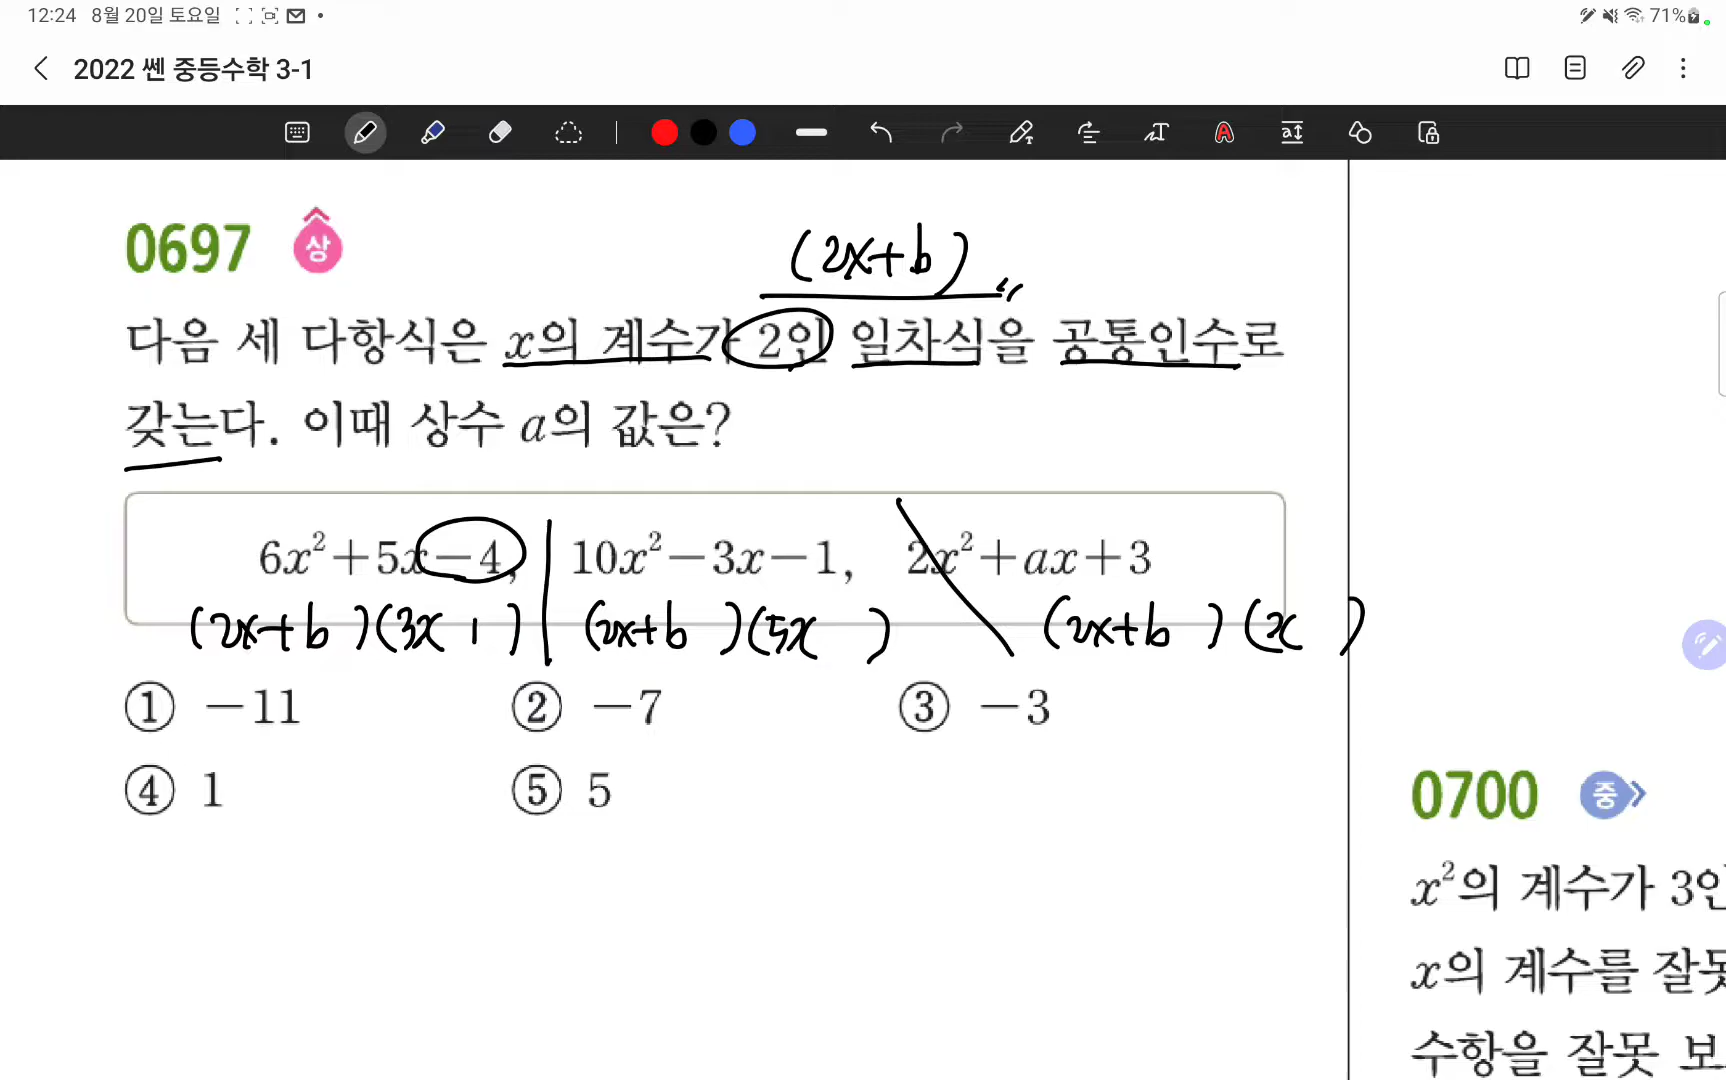 12:24 8월 20일 토요일
71%
2022 쎈 중등수학 3-1
0697 상
(2x+b)
다음 세 다항식은 x의 계수가 2인 일차식을 공통인수로
갖는다. 이때 상수 a의 값은?
6x²+5x-4, 10x²-3x-1, 2x²+ax+3
(2x+b)(3x ) (2x+b)(5x ) (2x+b)(x )
① -11 ② -7 ③ -3
④ 1 ⑤ 5
0700 중
x²의 계수가 3인
x의 계수를 잘못
수항을 잘못 보